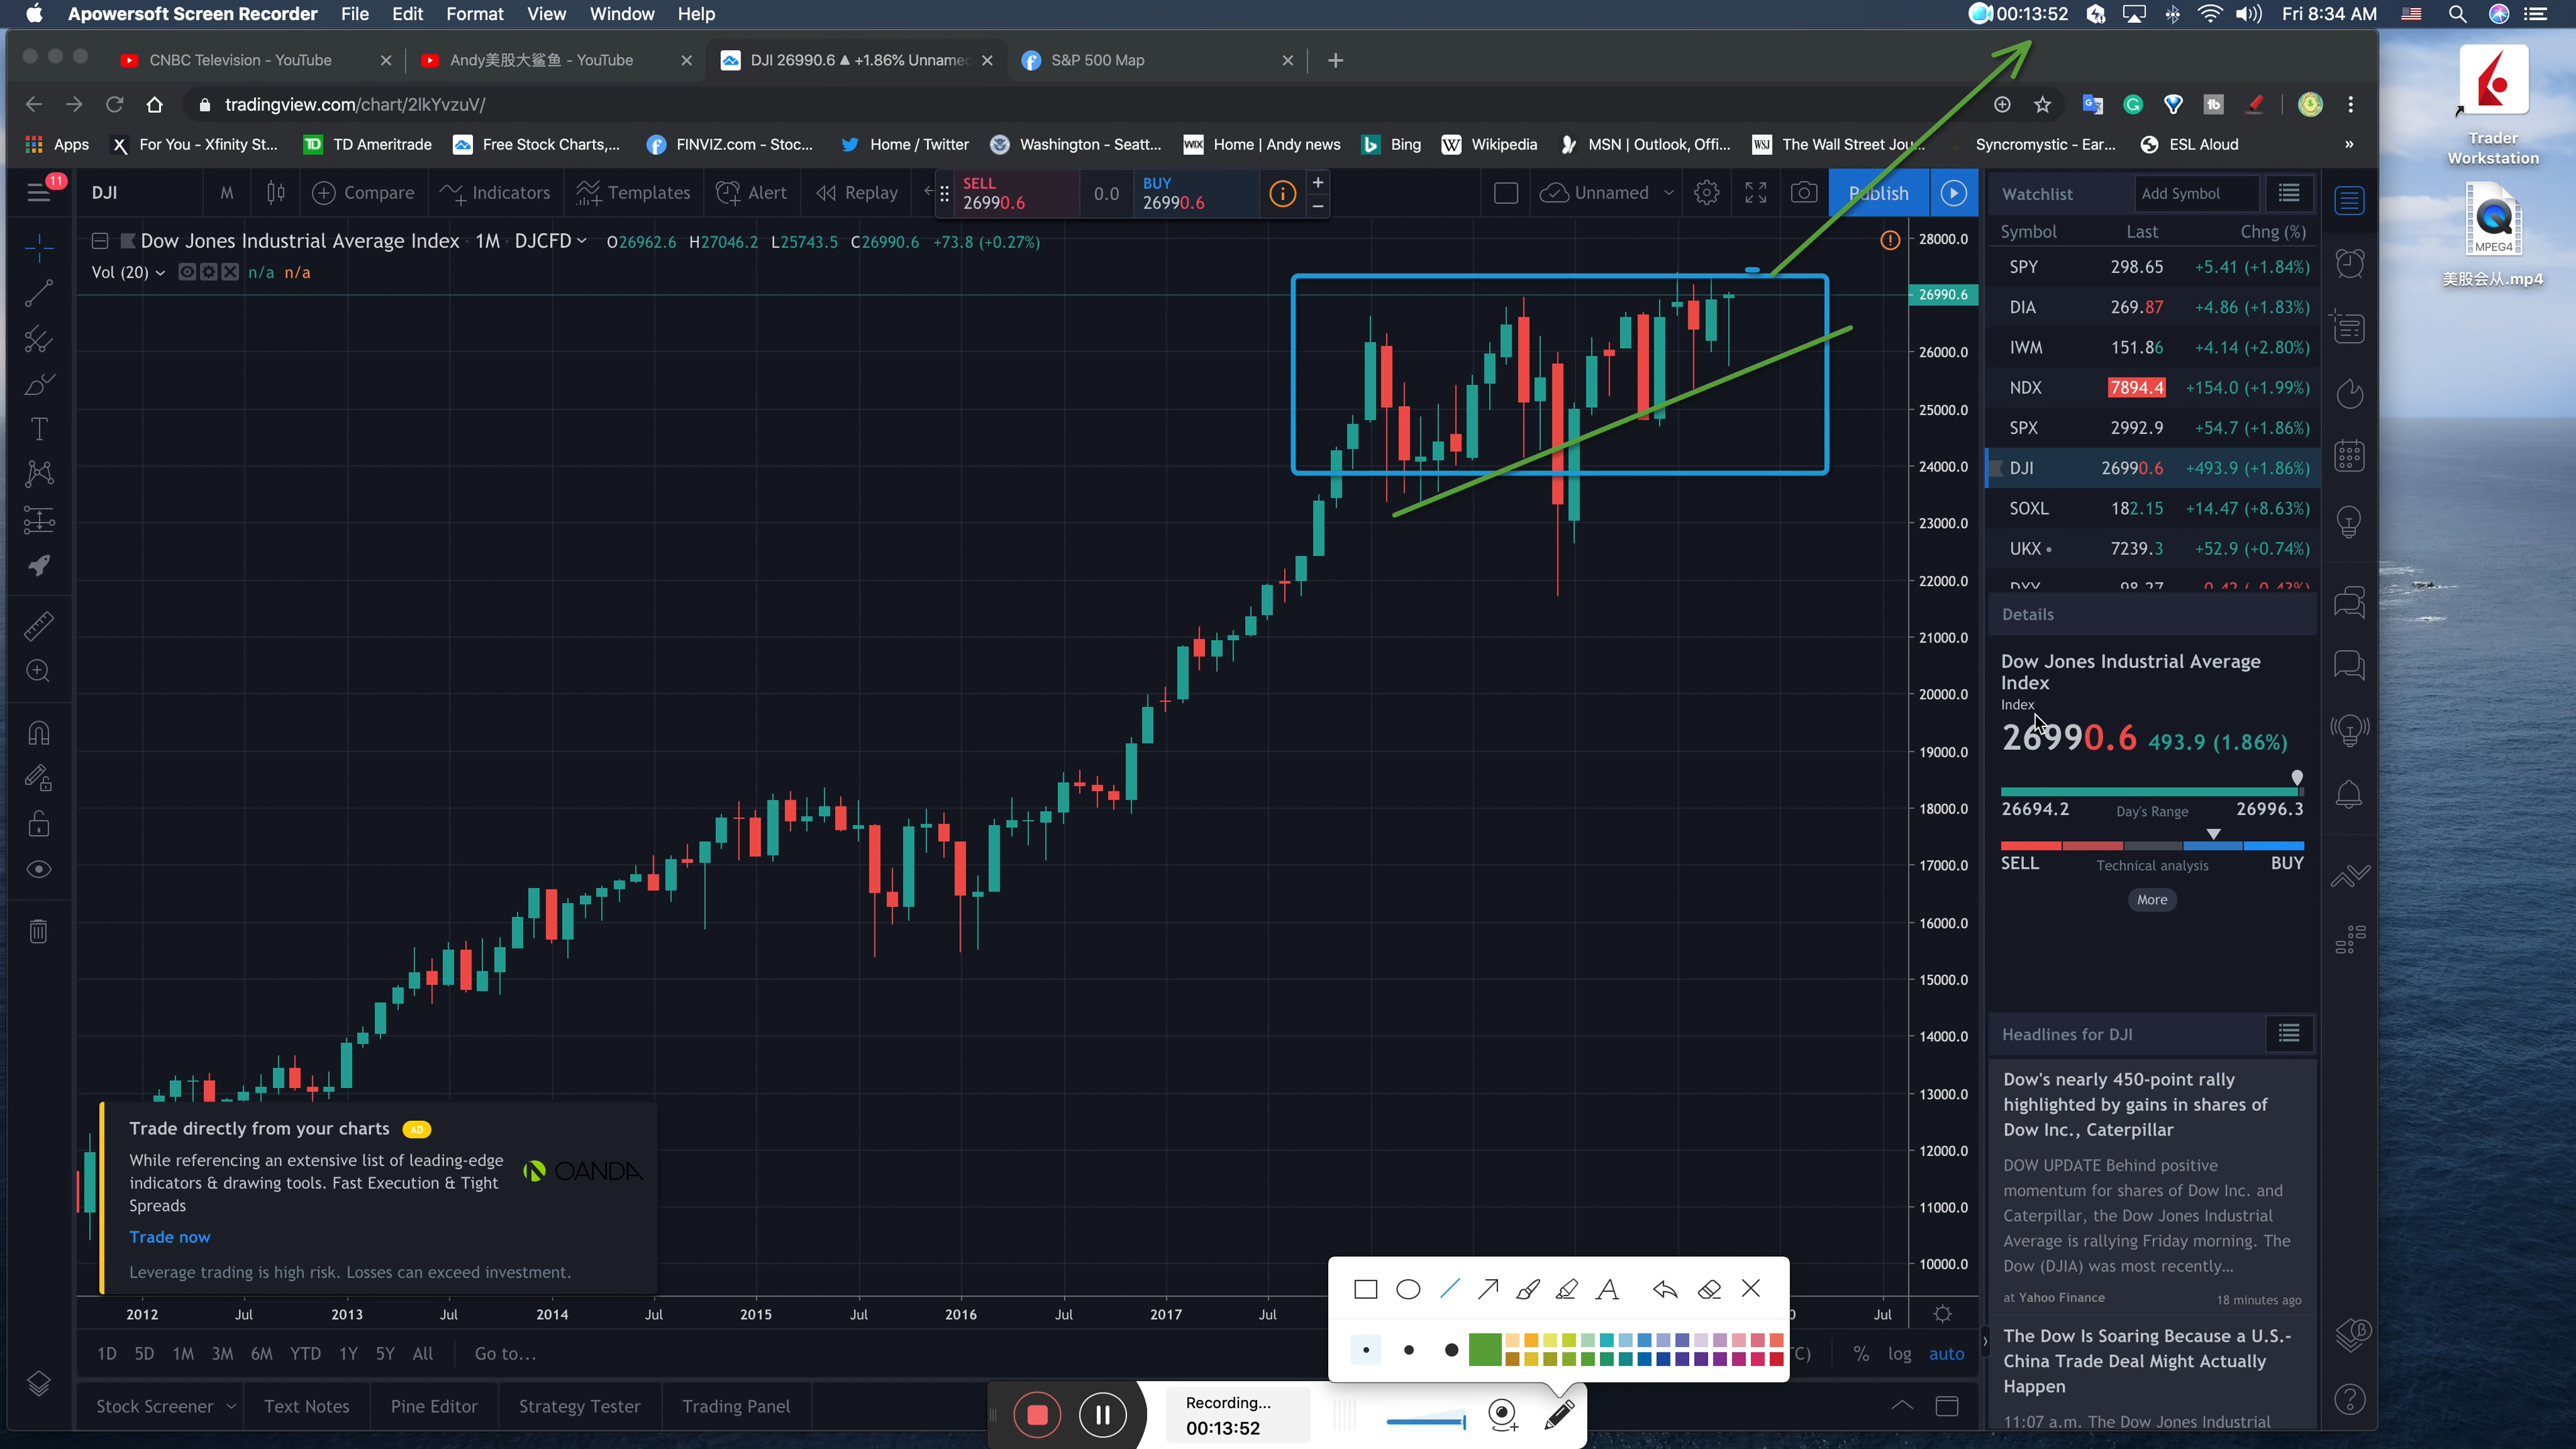 Apowersoft Screen Recorder File Edit Format View Window Help
00:13:52 Fri 8:34 AM
CNBC Television - YouTube
Andy美股大鲨鱼 - YouTube
DJI 26990.6 ▲ +1.86% Unname
S&P 500 Map
tradingview.com/chart/2lkYvzuV/
Apps
For You - Xfinity St...
TD Ameritrade
Free Stock Charts,...
FINVIZ.com - Stoc...
Home / Twitter
Washington - Seatt...
Home | Andy news
Bing
Wikipedia
MSN | Outlook, Offi...
The Wall Street Jou...
Syncromystic - Ear...
ESL Aloud
»
Trader
Workstation
MPEG4
美股会从.mp4
11
DJI M Compare Indicators Templates Alert Replay
SELL
26990.6
0.0
BUY
26990.6
Unnamed
Publish
Dow Jones Industrial Average Index · 1M · DJCFD
O26962.6 H27046.2 L25743.5 C26990.6 +73.8 (+0.27%)
Vol (20) n/a n/a
28000.0
26990.6
26000.0
25000.0
24000.0
23000.0
22000.0
21000.0
20000.0
19000.0
18000.0
17000.0
16000.0
15000.0
14000.0
13000.0
12000.0
11000.0
10000.0
Watchlist Add Symbol
Symbol Last Chng (%)
SPY 298.65 +5.41 (+1.84%)
DIA 269.87 +4.86 (+1.83%)
IWM 151.86 +4.14 (+2.80%)
NDX 7894.4 +154.0 (+1.99%)
SPX 2992.9 +54.7 (+1.86%)
DJI 26990.6 +493.9 (+1.86%)
SOXL 182.15 +14.47 (+8.63%)
UKX • 7239.3 +52.9 (+0.74%)
DXY 98.27 -0.42 (-0.43%)
Details
Dow Jones Industrial Average
Index
Index
26990.6 493.9 (1.86%)
26694.2 Day's Range 26996.3
SELL Technical analysis BUY
More
Headlines for DJI
Dow's nearly 450-point rally
highlighted by gains in shares of
Dow Inc., Caterpillar
DOW UPDATE Behind positive
momentum for shares of Dow Inc. and
Caterpillar, the Dow Jones Industrial
Average is rallying Friday morning. The
Dow (DJIA) was most recently...
at Yahoo Finance 18 minutes ago
The Dow Is Soaring Because a U.S.-
China Trade Deal Might Actually
Happen
11:07 a.m. The Dow Jones Industrial
Trade directly from your charts AD
While referencing an extensive list of leading-edge
indicators & drawing tools. Fast Execution & Tight
Spreads
OANDA
Trade now
Leverage trading is high risk. Losses can exceed investment.
2012 Jul 2013 Jul 2014 Jul 2015 Jul 2016 Jul 2017 Jul 0 Jul
1D 5D 1M 3M 6M YTD 1Y 5Y All Go to...
% log auto
Stock Screener Text Notes Pine Editor Strategy Tester Trading Panel
Recording...
00:13:52